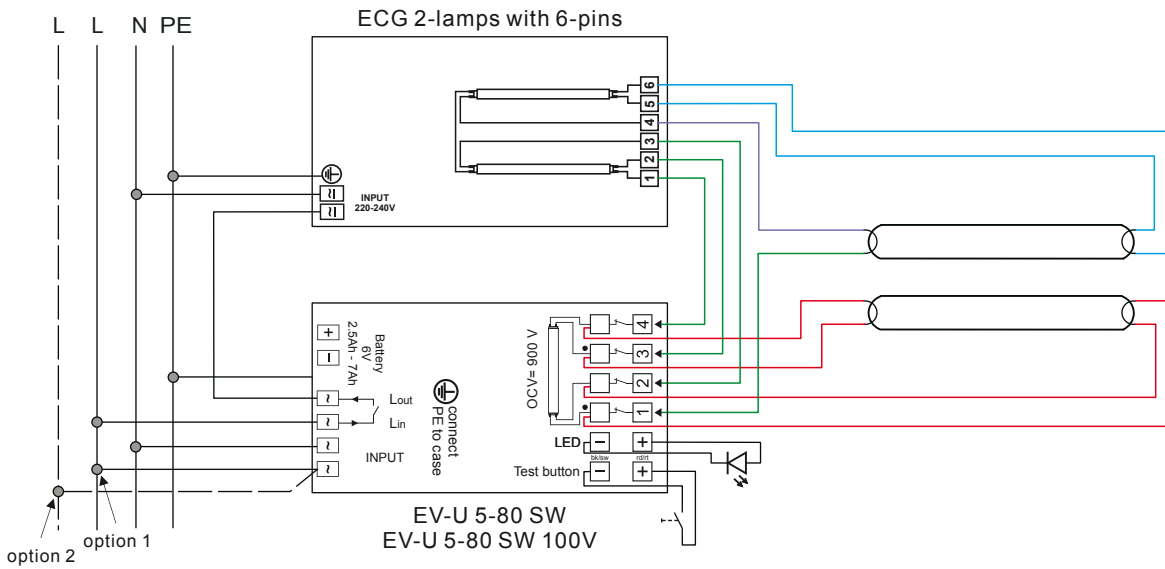 ECG 2-lamps with 6-pins
L L N PE
6
5
4
3
2
1
INPUT
220-240V
+
−
Battery
6V
2.5Ah - 7Ah
OCV=900 V
4
3
2
1
~
~
~
~
Lout
Lin
INPUT
connect
PE to case
LED
− +
bk/sw rd/rt
Test button
− +
EV-U 5-80 SW
EV-U 5-80 SW 100V
option 1
option 2